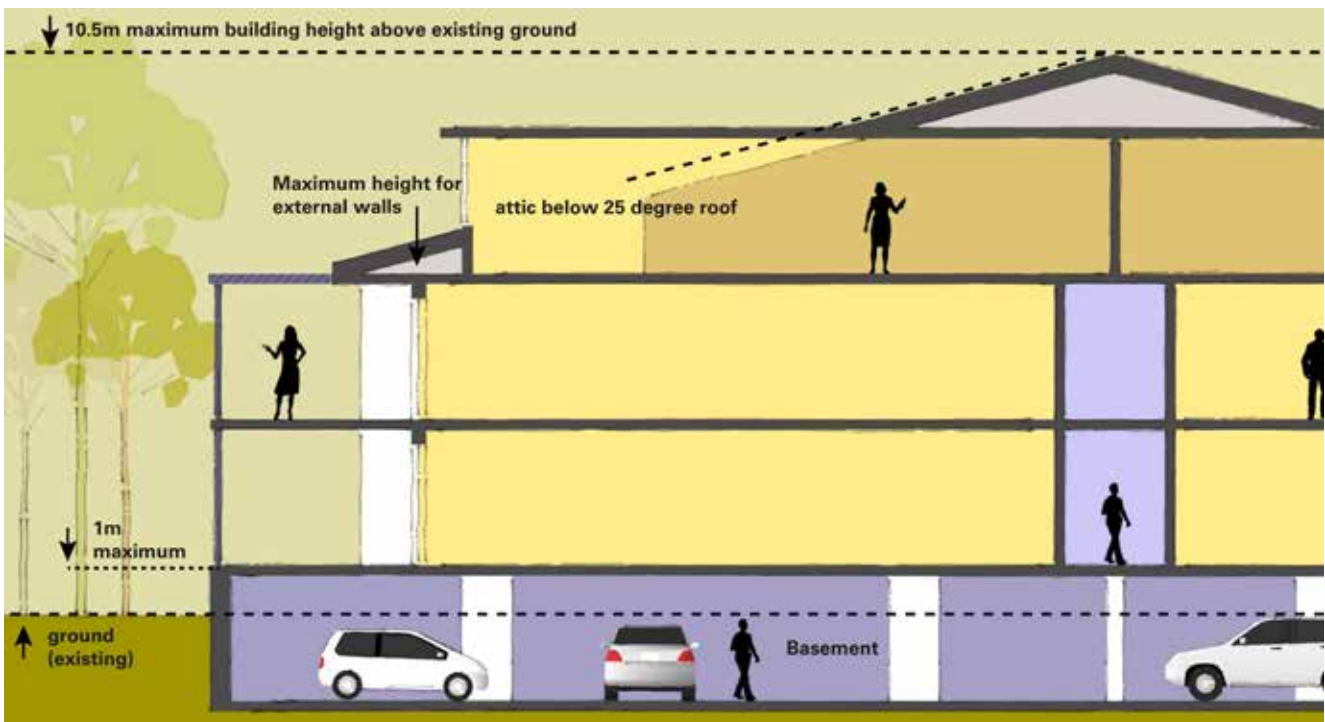 10.5m maximum building height above existing ground
Maximum height for
external walls
attic below 25 degree roof
1m
maximum
ground
(existing)
Basement